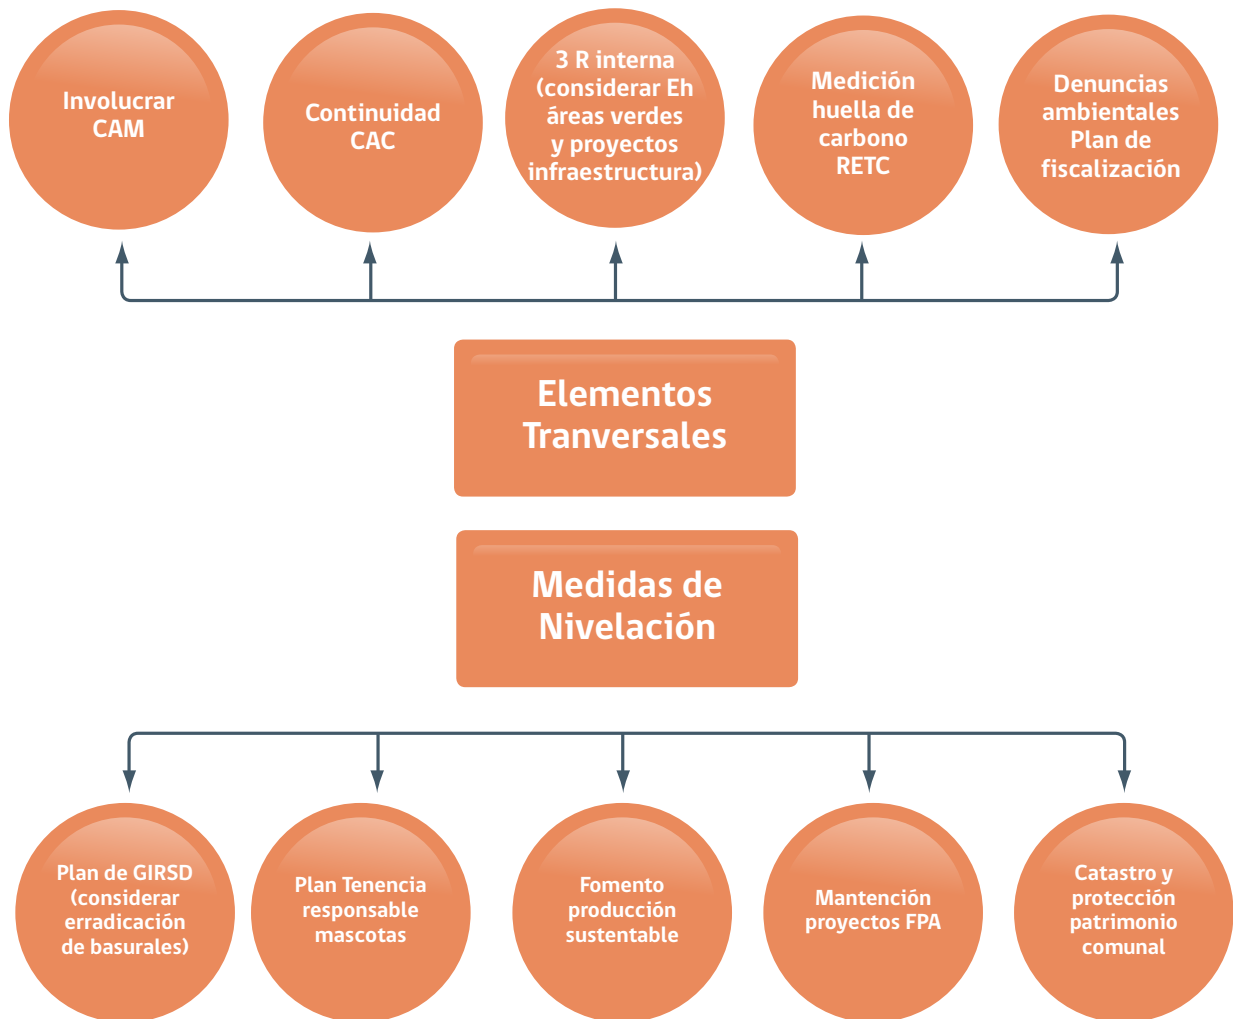 Involucrar
CAM
Continuidad
CAC
3 R interna
(considerar Eh
áreas verdes
y proyectos
infraestructura)
Medición
huella de
carbono
RETC
Denuncias
ambientales
Plan de
fiscalización
Elementos
Tranversales
Medidas de
Nivelación
Plan de GIRSD
(considerar
erradicación
de basurales)
Plan Tenencia
responsable
mascotas
Fomento
producción
sustentable
Mantención
proyectos FPA
Catastro y
protección
patrimonio
comunal